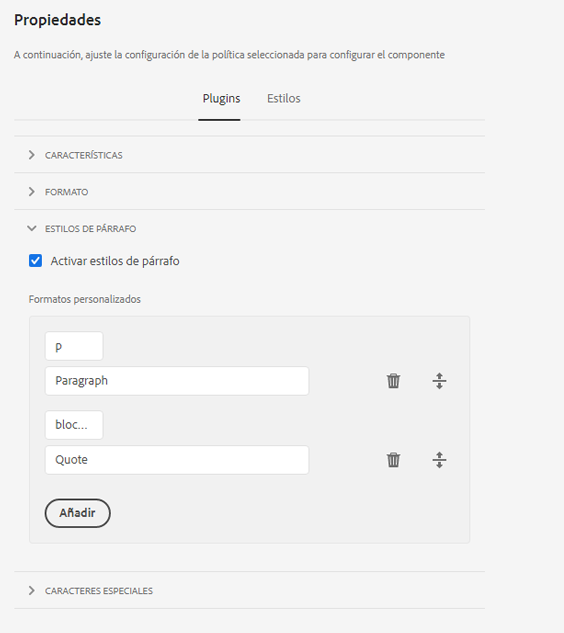 Propiedades
A continuación, ajuste la configuración de la política seleccionada para configurar el componente
Plugins Estilos
CARACTERÍSTICAS
FORMATO
ESTILOS DE PÁRRAFO
Activar estilos de párrafo
Formatos personalizados
p
Paragraph
bloc...
Quote
Añadir
CARACTERES ESPECIALES